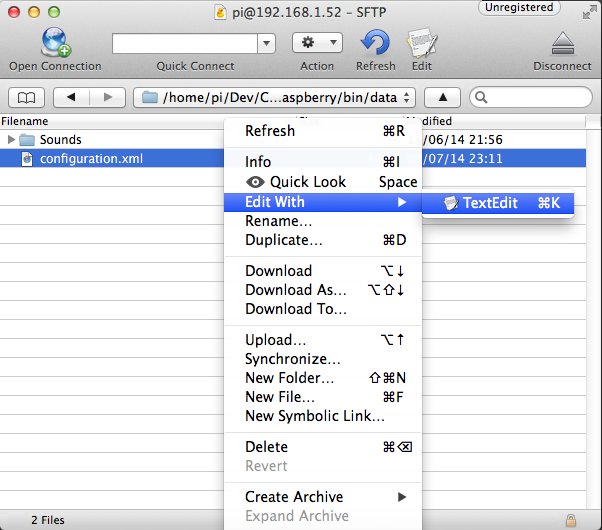 pi@192.168.1.52 – SFTP
Unregistered
Open Connection
Quick Connect
Action
Refresh
Edit
Disconnect
/home/pi/Dev/C...aspberry/bin/data
Filename
Modified
Sounds
/06/14 21:56
configuration.xml
/07/14 23:11
Refresh ⌘R
Info ⌘I
Quick Look Space
Edit With
TextEdit ⌘K
Rename...
Duplicate... ⌘D
Download ⌥↓
Download As... ⌥⇧↓
Download To...
Upload... ⌥↑
Synchronize...
New Folder... ⇧⌘N
New File... ⌘F
New Symbolic Link...
Delete ⌘⌫
Revert
Create Archive
Expand Archive
2 Files